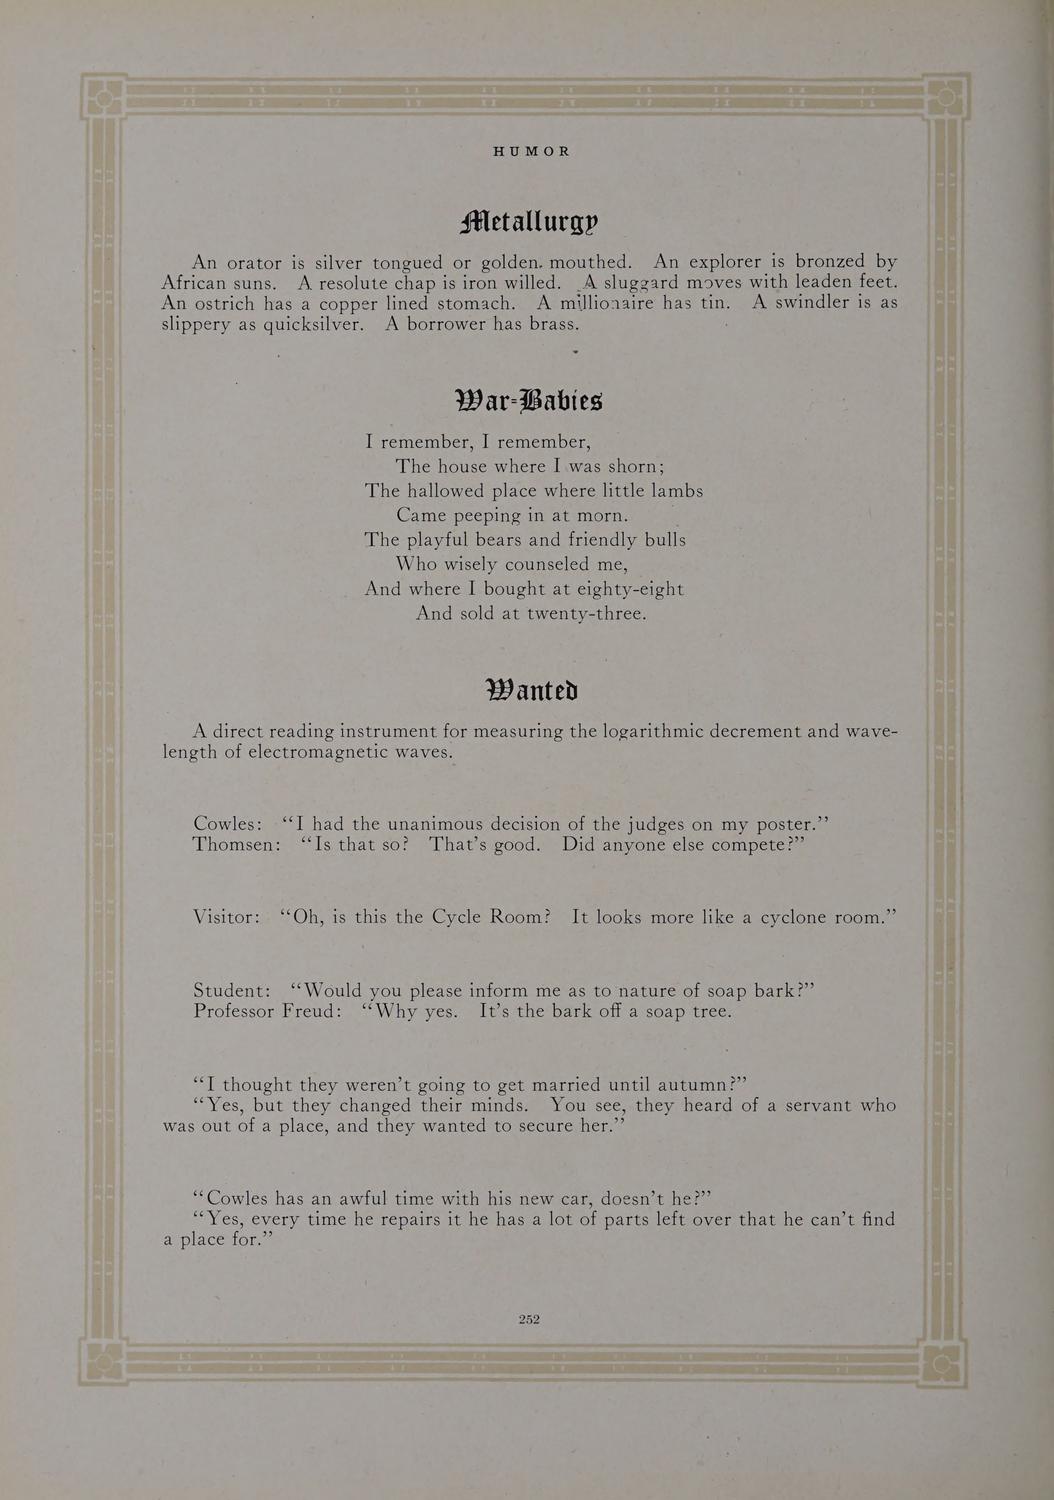 HUMOR
Metallurgy
An orator is silver tongued or golden mouthed. An explorer is bronzed by
African suns. A resolute chap is iron willed. A sluggard moves with leaden feet.
An ostrich has a copper lined stomach. A millionaire has tin. A swindler is as
slippery as quicksilver. A borrower has brass.
War-Babies
I remember, I remember,
The house where I was shorn;
The hallowed place where little lambs
Came peeping in at morn.
The playful bears and friendly bulls
Who wisely counseled me,
And where I bought at eighty-eight
And sold at twenty-three.
Wanted
A direct reading instrument for measuring the logarithmic decrement and wave-
length of electromagnetic waves.
Cowles: “I had the unanimous decision of the judges on my poster.”
Thomsen: “Is that so? That’s good. Did anyone else compete?”
Visitor: “Oh, is this the Cycle Room? It looks more like a cyclone room.”
Student: “Would you please inform me as to nature of soap bark?”
Professor Freud: “Why yes. It’s the bark off a soap tree.
“I thought they weren’t going to get married until autumn?”
“Yes, but they changed their minds. You see, they heard of a servant who
was out of a place, and they wanted to secure her.”
“Cowles has an awful time with his new car, doesn’t he?”
“Yes, every time he repairs it he has a lot of parts left over that he can’t find
a place for.”
252